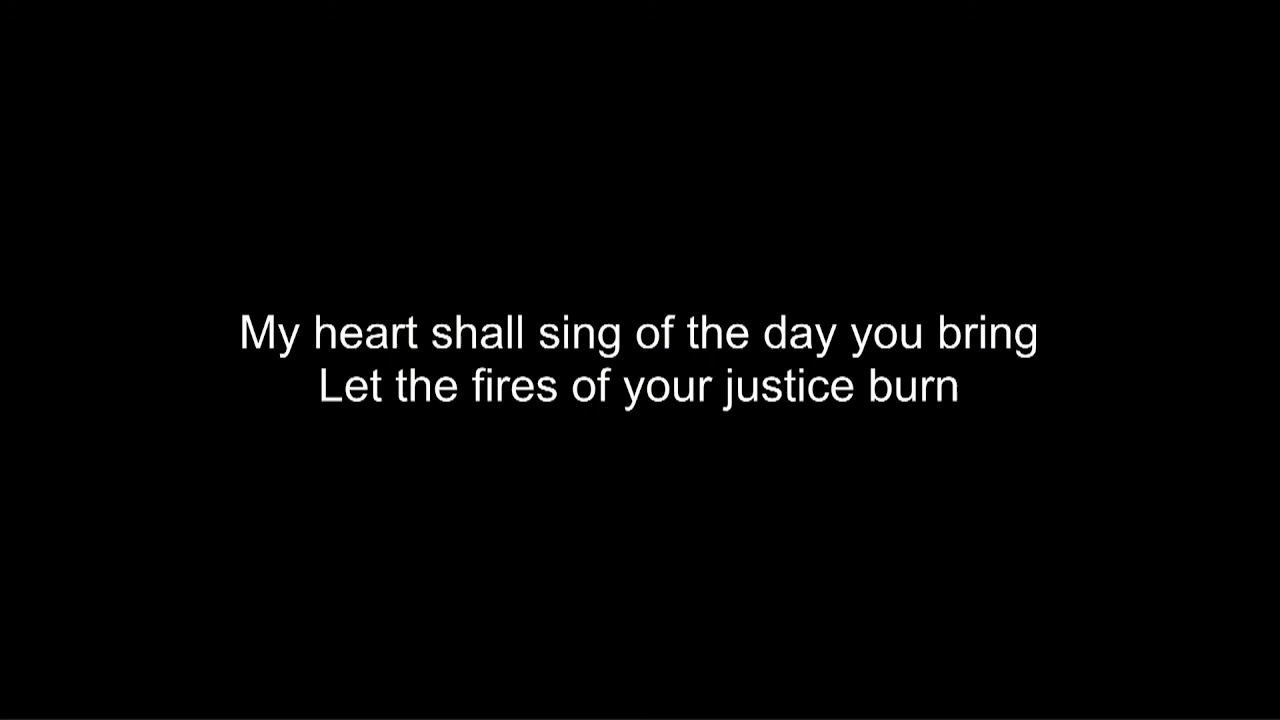 My heart shall sing of the day you bring
Let the fires of your justice burn